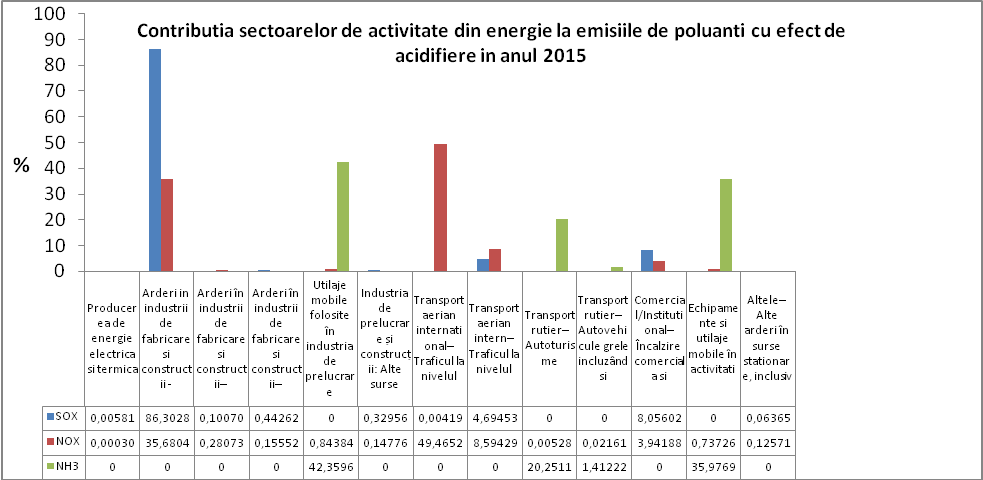 Contributia sectoarelor de activitate din energie la emisiile de poluanti cu efect de
acidifiere in anul 2015
%
100
90
80
70
60
50
40
30
20
10
0
Producer
ea de
energie
electrica
si termica
Arderi in
industrii
de
fabricare
si
constructi
i -
Arderi în
industrii
de
fabricare
si
constructi
i–
Arderi în
industrii
de
fabricare
si
constructi
i–
Utilaje
mobile
folosite
în
industria
de
prelucrar
e
Industria
de
prelucrar
e și
construcț
ii: Alte
surse
Transport
aerian
internati
onal–
Traficul la
nivelul
Transport
aerian
intern–
Traficul la
nivelul
Transport
rutier–
Autoturis
me
Transport
rutier–
Autovehi
cule grele
incluzând
si
Comercia
l/Instituti
onal–
Încalzire
comercial
a si
Echipame
nte si
utilaje
mobile în
activitati
Altele–
Alte
arderi în
surse
stationar
e, inclusiv
SOX 0,00581 86,3028 0,10070 0,44262 0 0,32956 0,00419 4,69453 0 0 8,05602 0 0,06365
NOX 0,00030 35,6804 0,28073 0,15552 0,84384 0,14776 49,4652 8,59429 0,00528 0,02161 3,94188 0,73726 0,12571
NH3 0 0 0 0 42,3596 0 0 0 20,2511 1,41222 0 35,9769 0